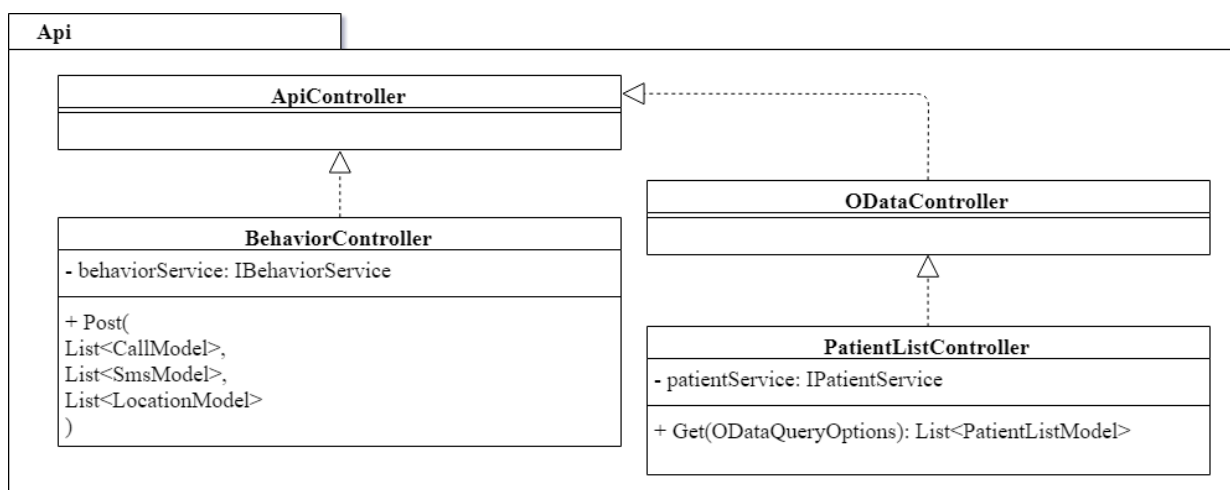 Api
ApiController
BehaviorController
- behaviorService: IBehaviorService
+ Post(
List<CallModel>,
List<SmsModel>,
List<LocationModel>
)
ODataController
PatientListController
- patientService: IPatientService
+ Get(ODataQueryOptions): List<PatientListModel>